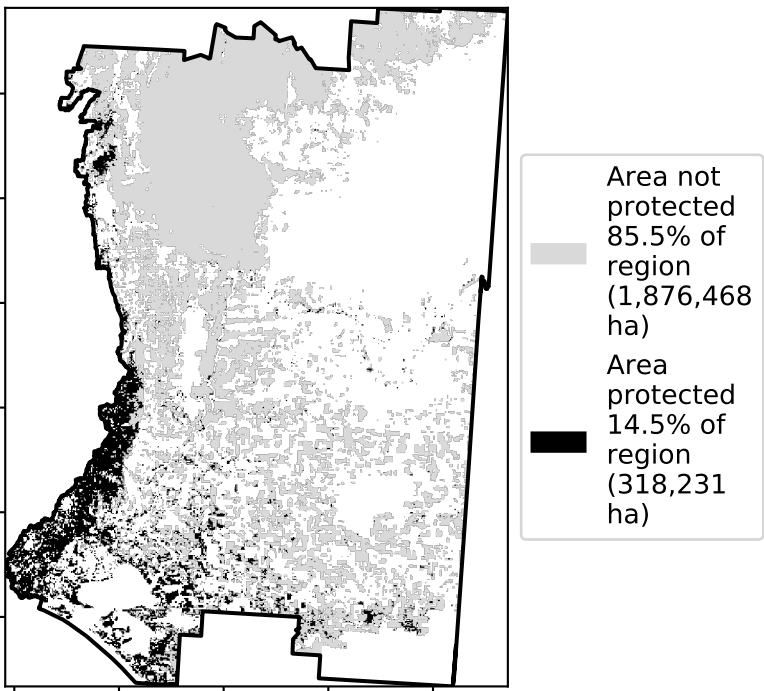 Area not
protected
85.5% of
region
(1,876,468
ha)
Area
protected
14.5% of
region
(318,231
ha)